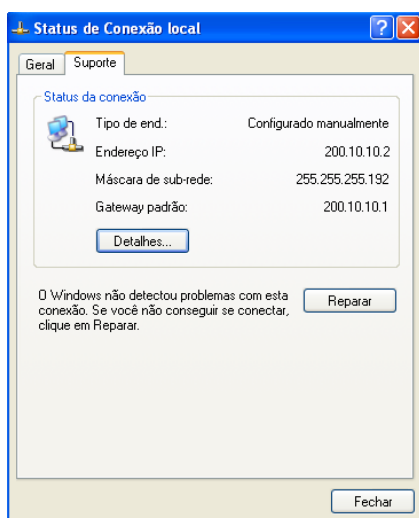 Status de Conexão local
Geral Suporte
Status da conexão
Tipo de end.: Configurado manualmente
Endereço IP: 200.10.10.2
Máscara de sub-rede: 255.255.255.192
Gateway padrão: 200.10.10.1
Detalhes...
O Windows não detectou problemas com esta
conexão. Se você não conseguir se conectar,
clique em Reparar.
Reparar
Fechar